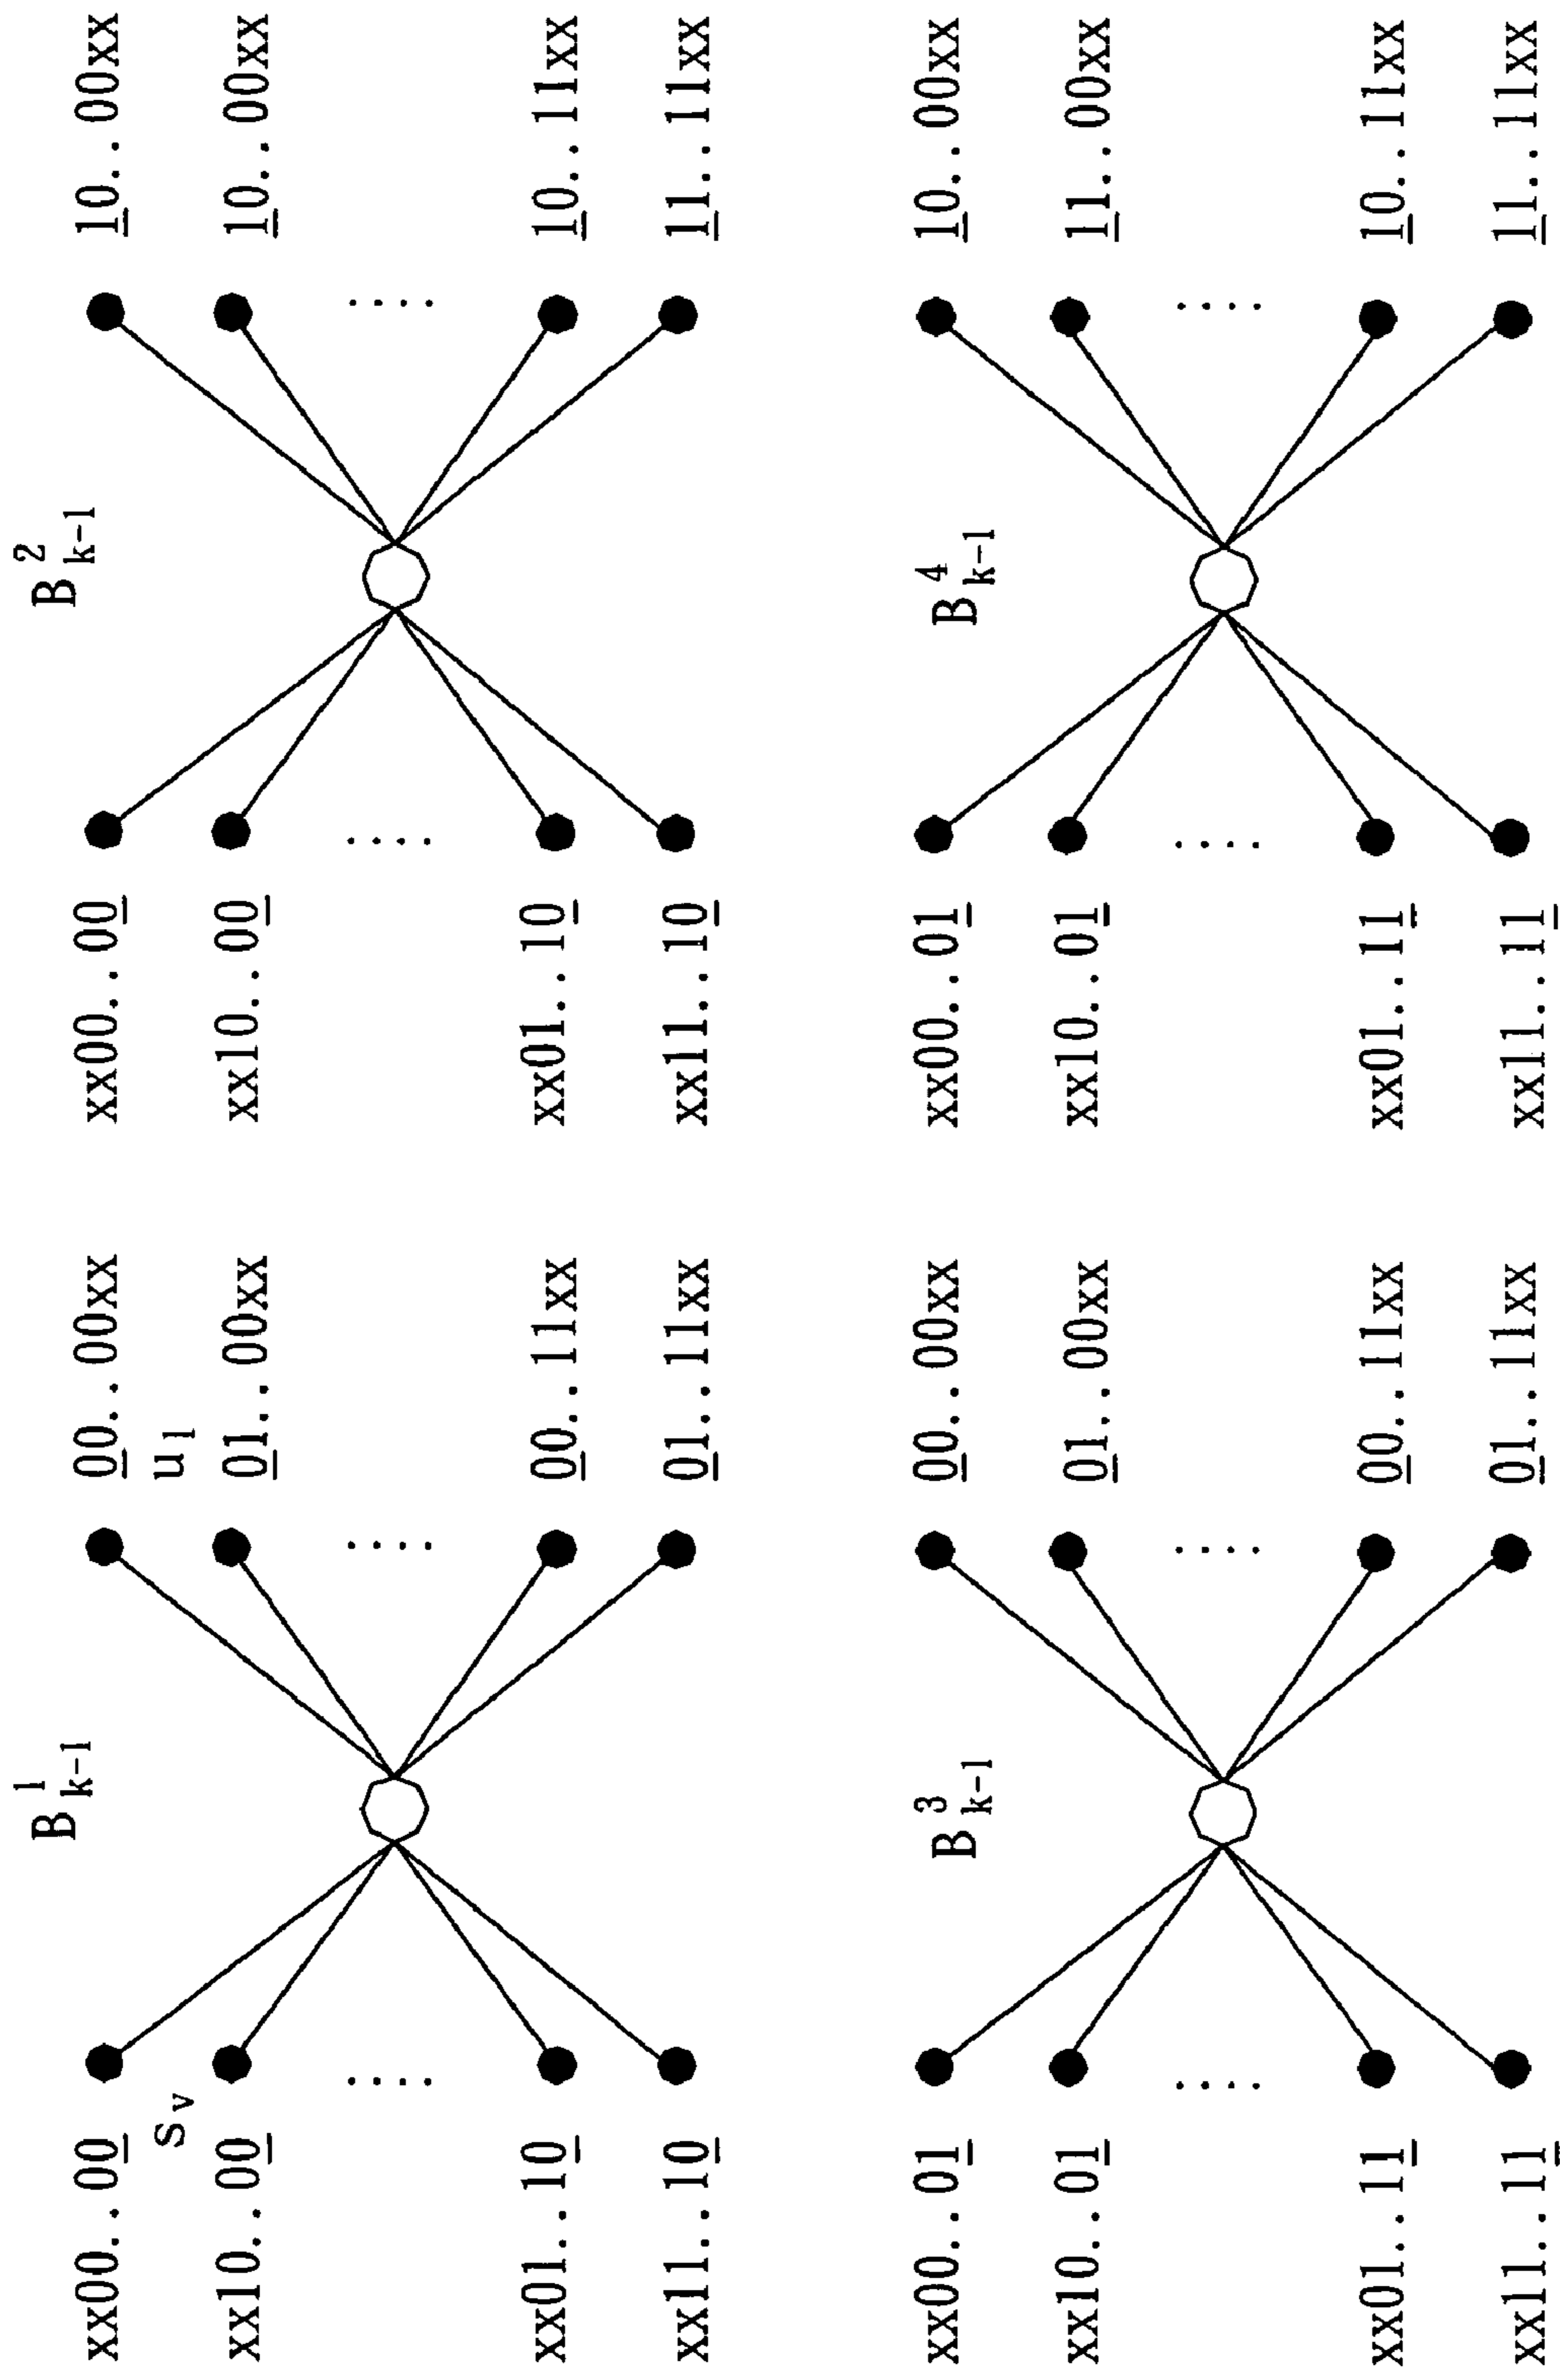 B^1_{k-1} B^2_{k-1}
xx00..00 00..00xx xx00..00 10..00xx
s_v u_l
xx10..00 01..00xx xx10..00 10..00xx
xx01..10 00..11xx xx01..10 10..11xx
xx11..10 01..11xx xx11..10 11..11xx
B^3_{k-1} B^4_{k-1}
xx00..01 00..00xx xx00..01 10..00xx
xx10..01 01..00xx xx10..01 11..00xx
xx01..11 00..11xx xx01..11 10..11xx
xx11..11 01..11xx xx11..11 11..11xx